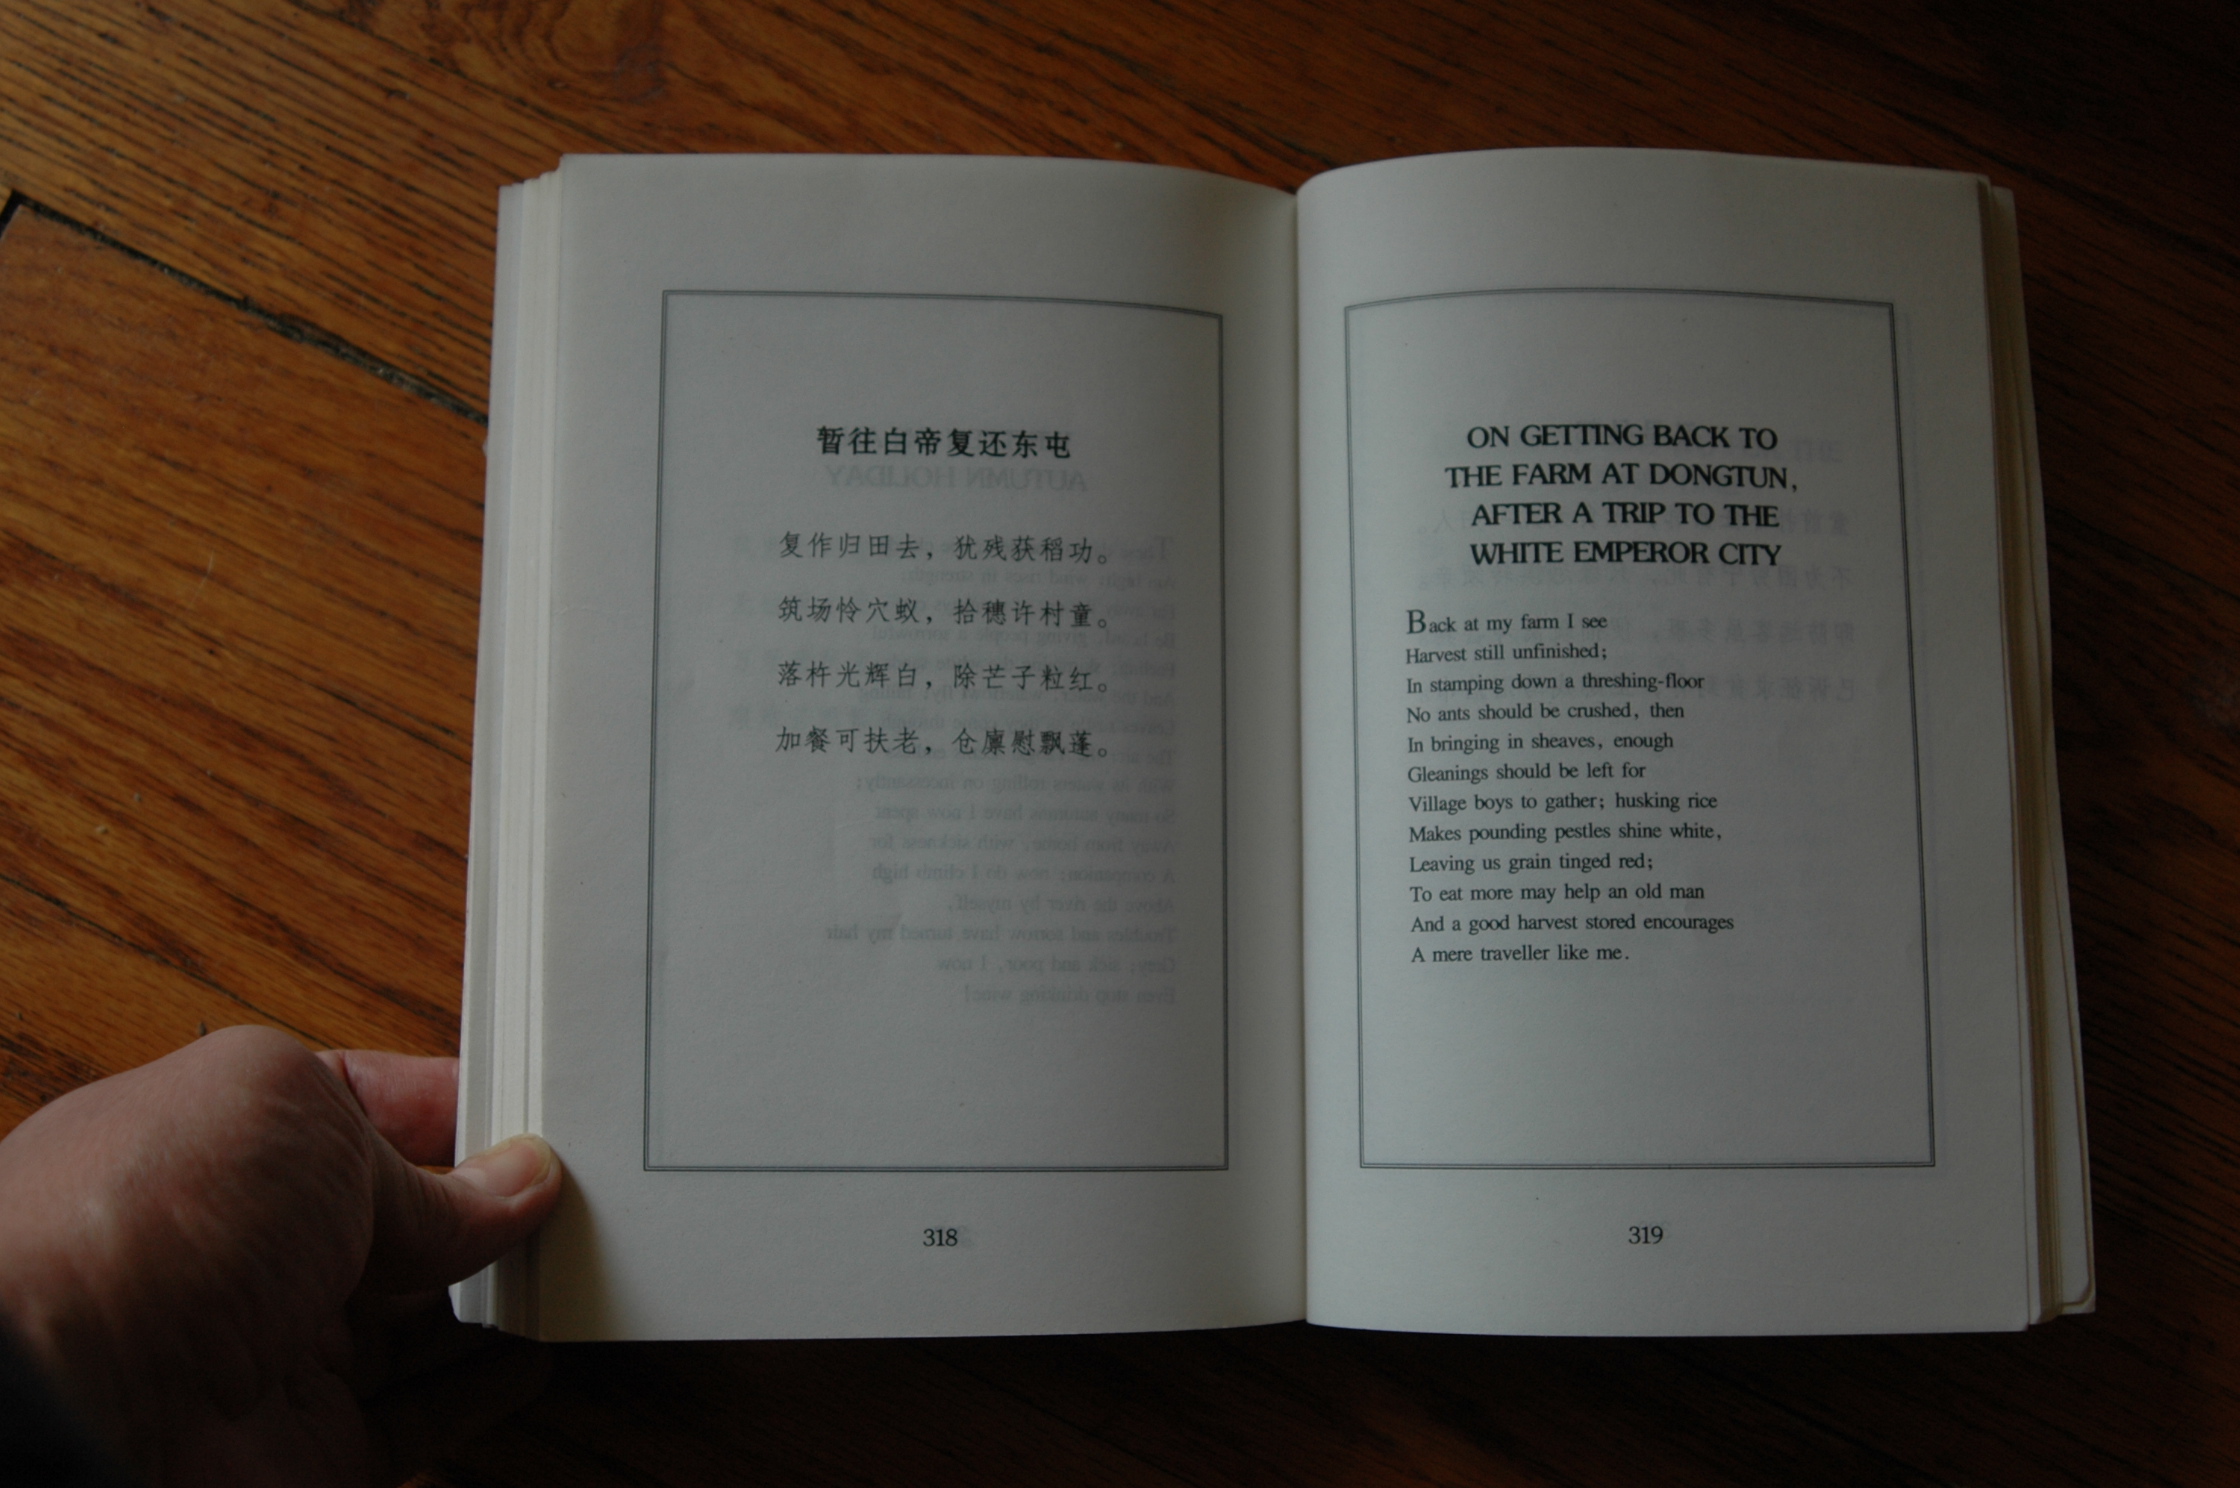 暂往白帝复还东屯
复作归田去，犹残获稻功。
筑场怜穴蚁，拾穗许村童。
落杵光辉白，除芒子粒红。
加餐可扶老，仓廪慰飘蓬。
318
ON GETTING BACK TO
THE FARM AT DONGTUN,
AFTER A TRIP TO THE
WHITE EMPEROR CITY
Back at my farm I see
Harvest still unfinished;
In stamping down a threshing-floor
No ants should be crushed, then
In bringing in sheaves, enough
Gleanings should be left for
Village boys to gather; husking rice
Makes pounding pestles shine white,
Leaving us grain tinged red;
To eat more may help an old man
And a good harvest stored encourages
A mere traveller like me.
319